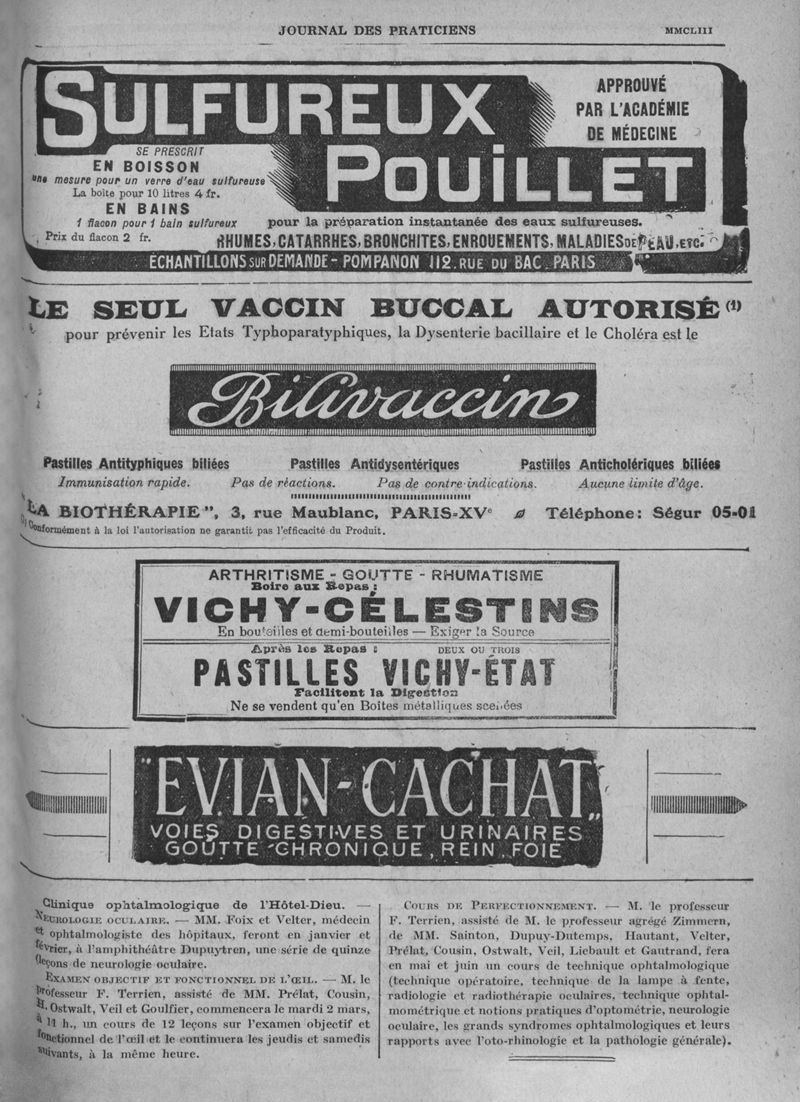 JOURNAL DES PRATICIENS MMCLIII
SULFUREUX
POUILLET
APPROUVÉ
PAR L'ACADÉMIE
DE MÉDECINE
SE PRESCRIT
EN BOISSON
une mesure pour un verre d'eau sulfureuse
La boite pour 10 litres 4 fr.
EN BAINS
1 flacon pour 1 bain sulfureux
Prix du flacon 2 fr.
pour la préparation instantanée des eaux sulfureuses.
RHUMES, CATARRHES, BRONCHITES, ENROUEMENTS, MALADIES DE PEAU, ETC.
ÉCHANTILLONS SUR DEMANDE - POMPANON 112. RUE DU BAC. PARIS
LE SEUL VACCIN BUCCAL AUTORISÉ (1)
pour prévenir les Etats Typhoparatyphiques, la Dysenterie bacillaire et le Choléra est le
Bilivaccin
Pastilles Antityphiques biliées Pastilles Antidysentériques Pastilles Anticholériques biliées
Immunisation rapide. Pas de réactions. Pas de contre-indications. Aucune limite d'âge.
LA BIOTHÉRAPIE", 3, rue Maublanc, PARIS-XVe Téléphone: Ségur 05-01
(1) Conformément à la loi l'autorisation ne garantit pas l'efficacité du Produit.
ARTHRITISME - GOUTTE - RHUMATISME
Boire aux Repas :
VICHY-CÉLESTINS
En bouteilles et demi-bouteilles — Exiger la Source
Après les Repas : DEUX OU TROIS
PASTILLES VICHY-ÉTAT
Facilitent la Digestion
Ne se vendent qu'en Boites métalliques scellées
"EVIAN-CACHAT"
VOIES DIGESTIVES ET URINAIRES
GOUTTE CHRONIQUE, REIN, FOIE
Clinique ophtalmologique de l'Hôtel-Dieu. —
NEUROLOGIE OCULAIRE. — MM. Foix et Velter, médecin
et ophtalmologiste des hôpitaux, feront en janvier et
février, à l'amphithéâtre Dupuytren, une série de quinze
leçons de neurologie oculaire.
EXAMEN OBJECTIF ET FONCTIONNEL DE L'ŒIL. — M. le
professeur F. Terrien, assisté de MM. Prélat, Cousin,
H. Ostwalt, Veil et Goulfier, commencera le mardi 2 mars,
à 11 h., un cours de 12 leçons sur l'examen objectif et
fonctionnel de l'œil et le continuera les jeudis et samedis
suivants, à la même heure.
COURS DE PERFECTIONNEMENT. — M. le professeur
F. Terrien, assisté de M. le professeur agrégé Zimmern,
de MM. Sainton, Dupuy-Dutemps, Hautant, Velter,
Prélat, Cousin, Ostwalt, Veil, Liebault et Gautrand, fera
en mai et juin un cours de technique ophtalmologique
(technique opératoire, technique de la lampe à fente,
radiologie et radiothérapie oculaires, technique ophtal-
mométrique et notions pratiques d'optométrie, neurologie
oculaire, les grands syndromes ophtalmologiques et leurs
rapports avec l'oto-rhinologie et la pathologie générale).